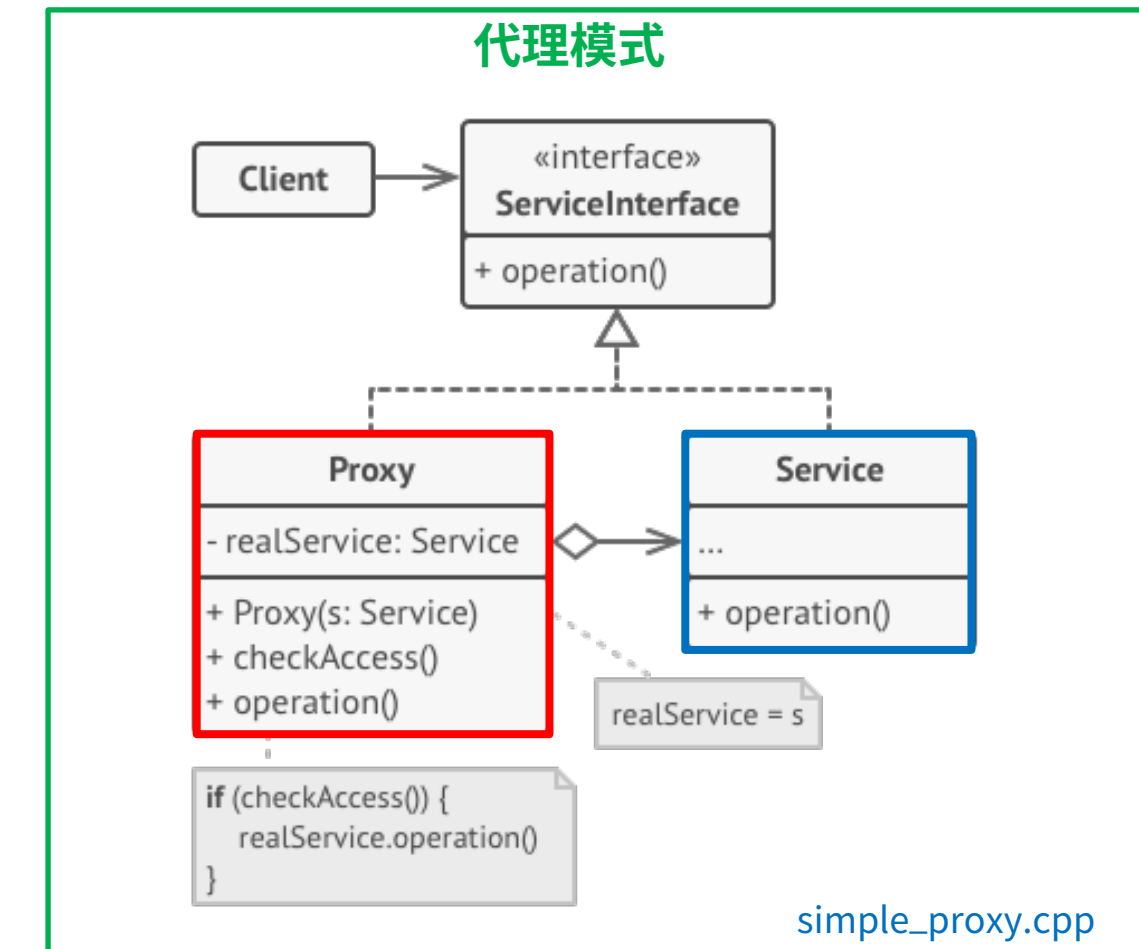 代理模式
Client
«interface»
ServiceInterface
+ operation()
Proxy
- realService: Service
+ Proxy(s: Service)
+ checkAccess()
+ operation()
Service
...
+ operation()
realService = s
if (checkAccess()) {
realService.operation()
}
simple_proxy.cpp